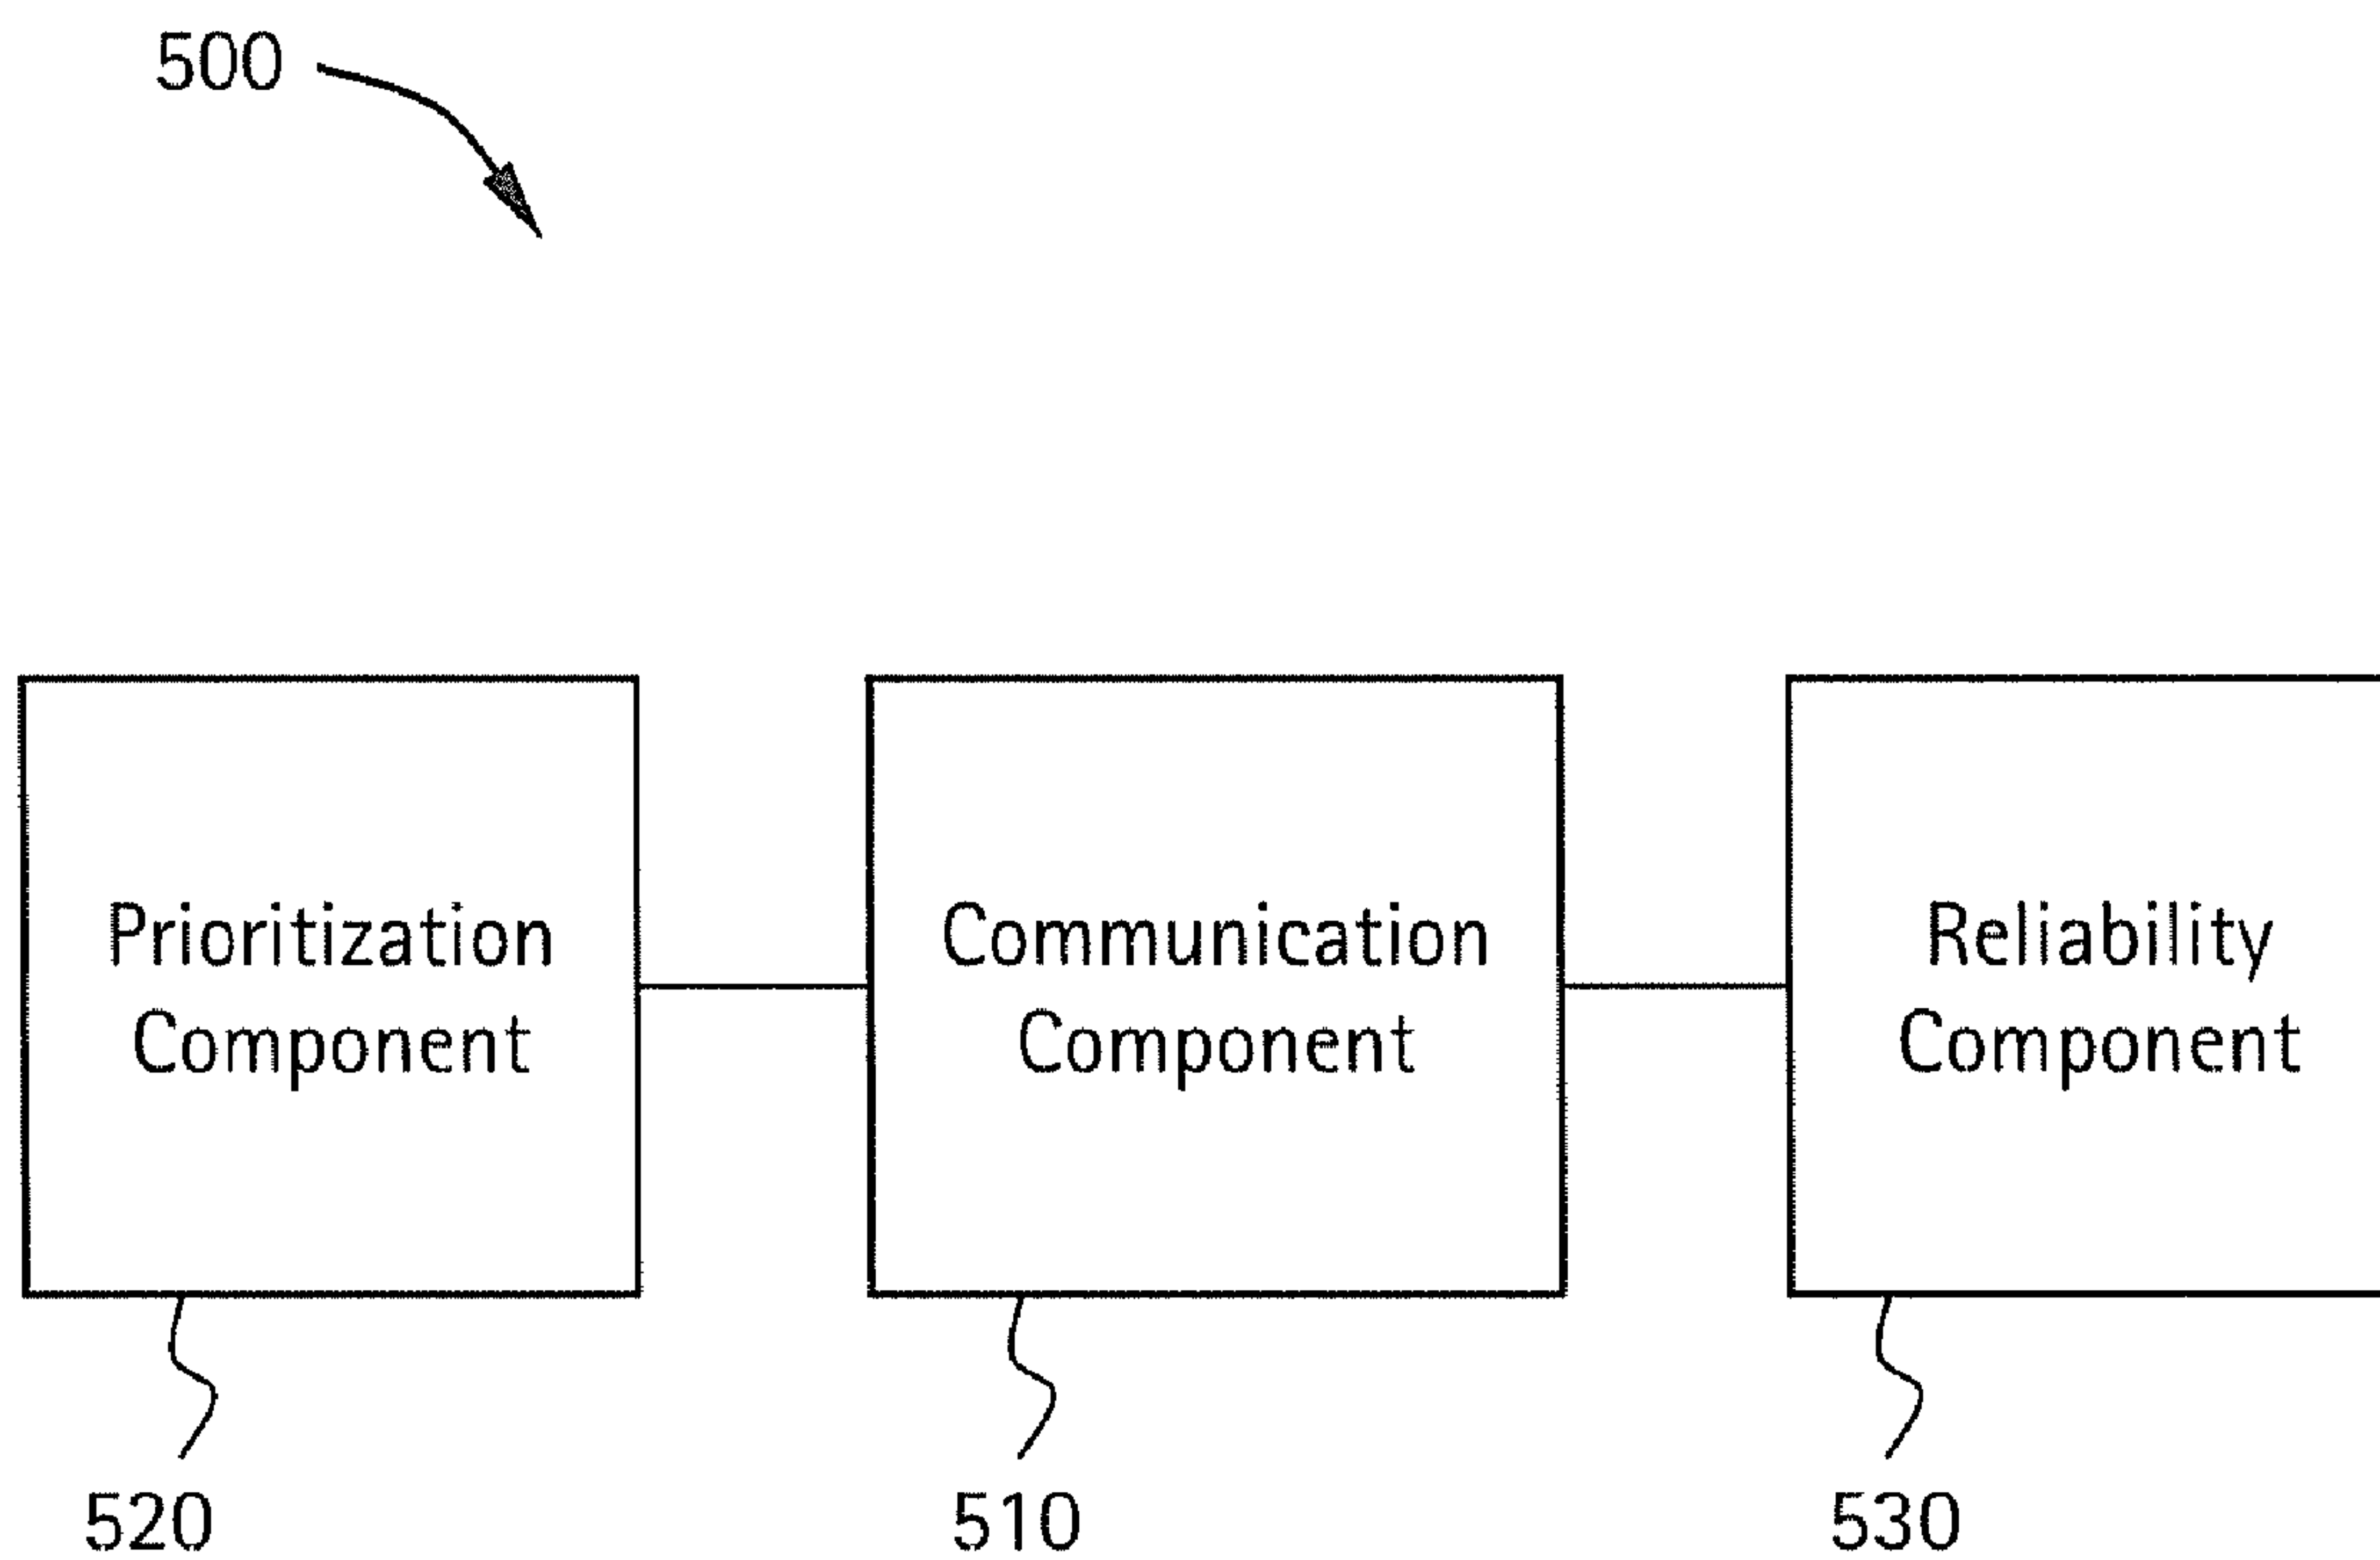 500
Prioritization
Component
Communication
Component
Reliability
Component
520
510
530